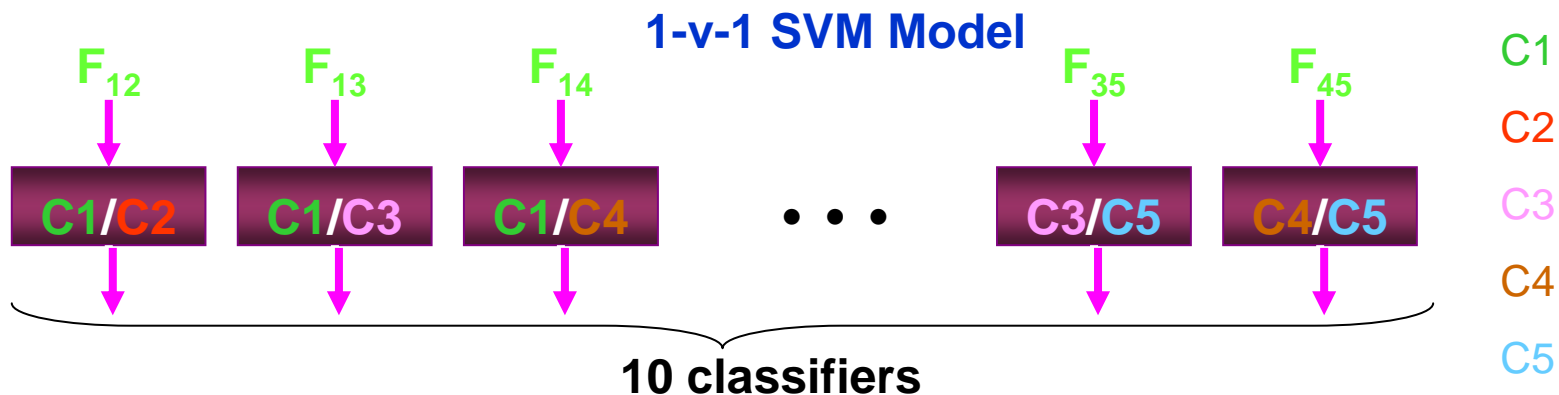 1-v-1 SVM Model
F12 F13 F14 F35 F45
C1/C2 C1/C3 C1/C4 • • • C3/C5 C4/C5
10 classifiers
C1
C2
C3
C4
C5